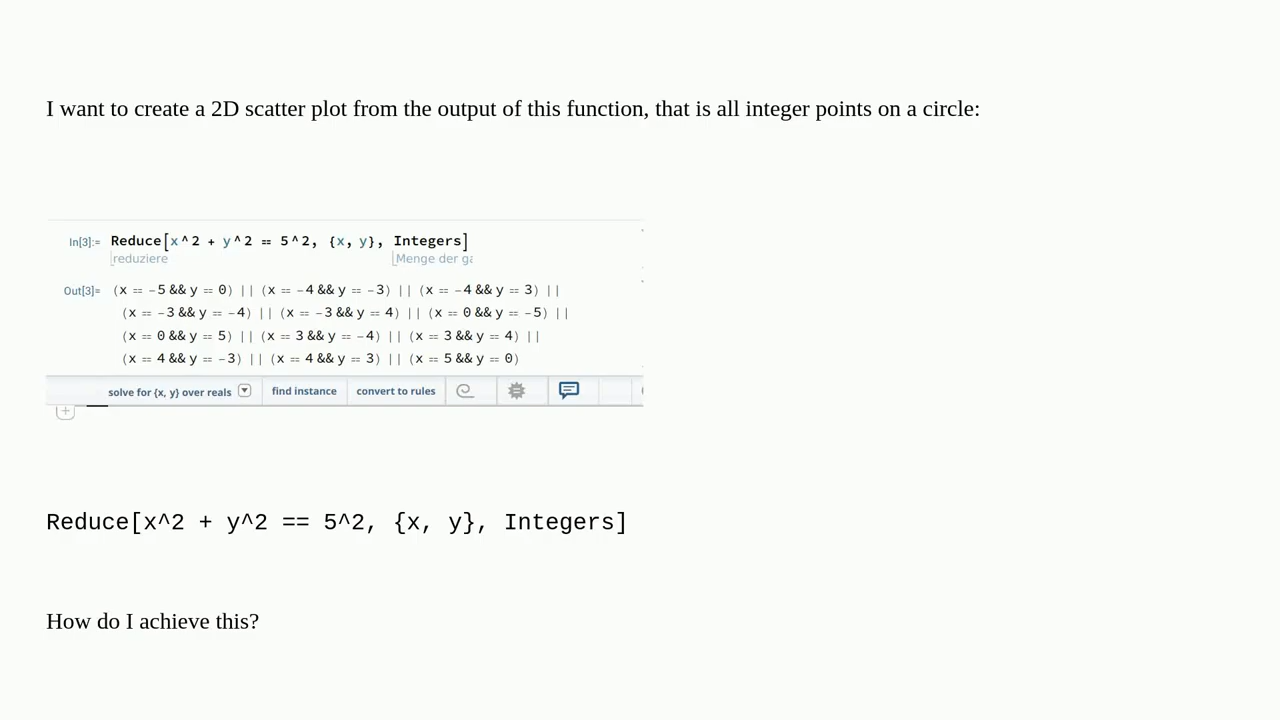 I want to create a 2D scatter plot from the output of this function, that is all integer points on a circle:
In[3]:= Reduce[x^2 + y^2 == 5^2, {x, y}, Integers]
reduziere Menge der ga
Out[3]= (x == -5 && y == 0) || (x == -4 && y == -3) || (x == -4 && y == 3) ||
(x == -3 && y == -4) || (x == -3 && y == 4) || (x == 0 && y == -5) ||
(x == 0 && y == 5) || (x == 3 && y == -4) || (x == 3 && y == 4) ||
(x == 4 && y == -3) || (x == 4 && y == 3) || (x == 5 && y == 0)
solve for {x, y} over reals find instance convert to rules
Reduce[x^2 + y^2 == 5^2, {x, y}, Integers]
How do I achieve this?